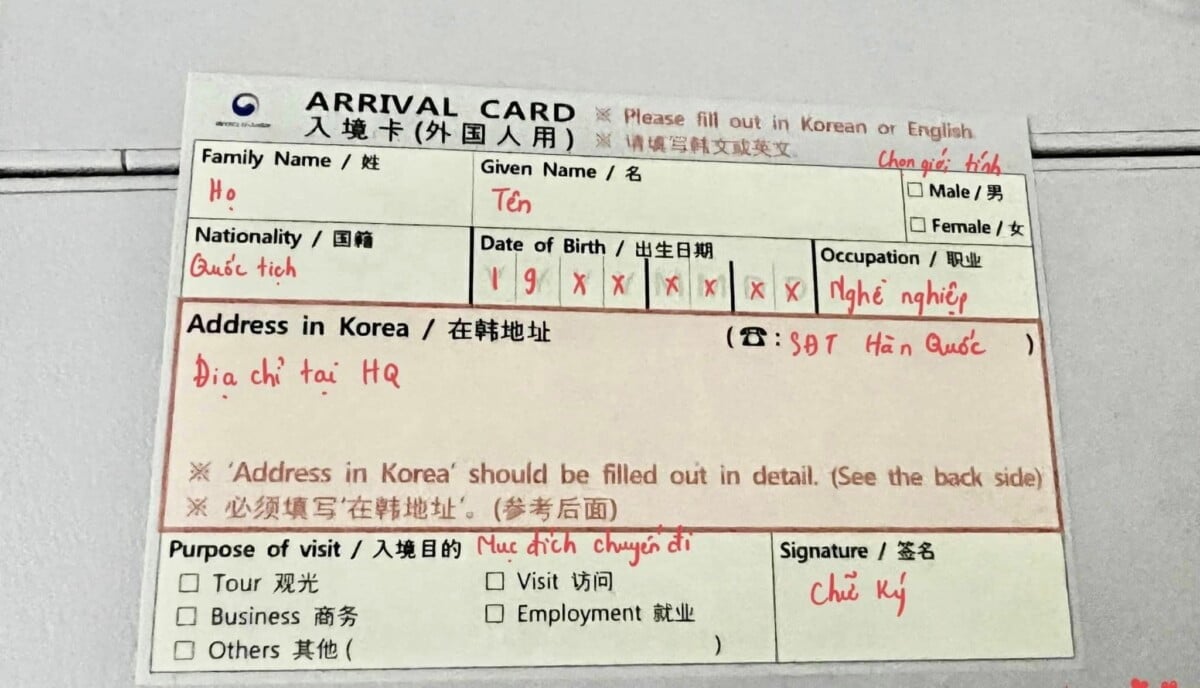 ARRIVAL CARD
入境卡(外国人用)
※ Please fill out in Korean or English
※ 请填写韩文或英文
Family Name / 姓
Họ
Given Name / 名
Tên
Chọn giới tính
☐ Male / 男
☐ Female / 女
Nationality / 国籍
Quốc tịch
Date of Birth / 出生日期
1 9 x x x x x x
Occupation / 职业
Nghề nghiệp
Address in Korea / 在韩地址
(☎: SĐT Hàn Quốc )
Địa chỉ tại HQ
※ 'Address in Korea' should be filled out in detail. (See the back side)
※ 必须填写'在韩地址'。(参考后面)
Purpose of visit / 入境目的 Mục đích chuyến đi
☐ Tour 观光 ☐ Visit 访问
☐ Business 商务 ☐ Employment 就业
☐ Others 其他 ( )
Signature / 签名
Chữ ký